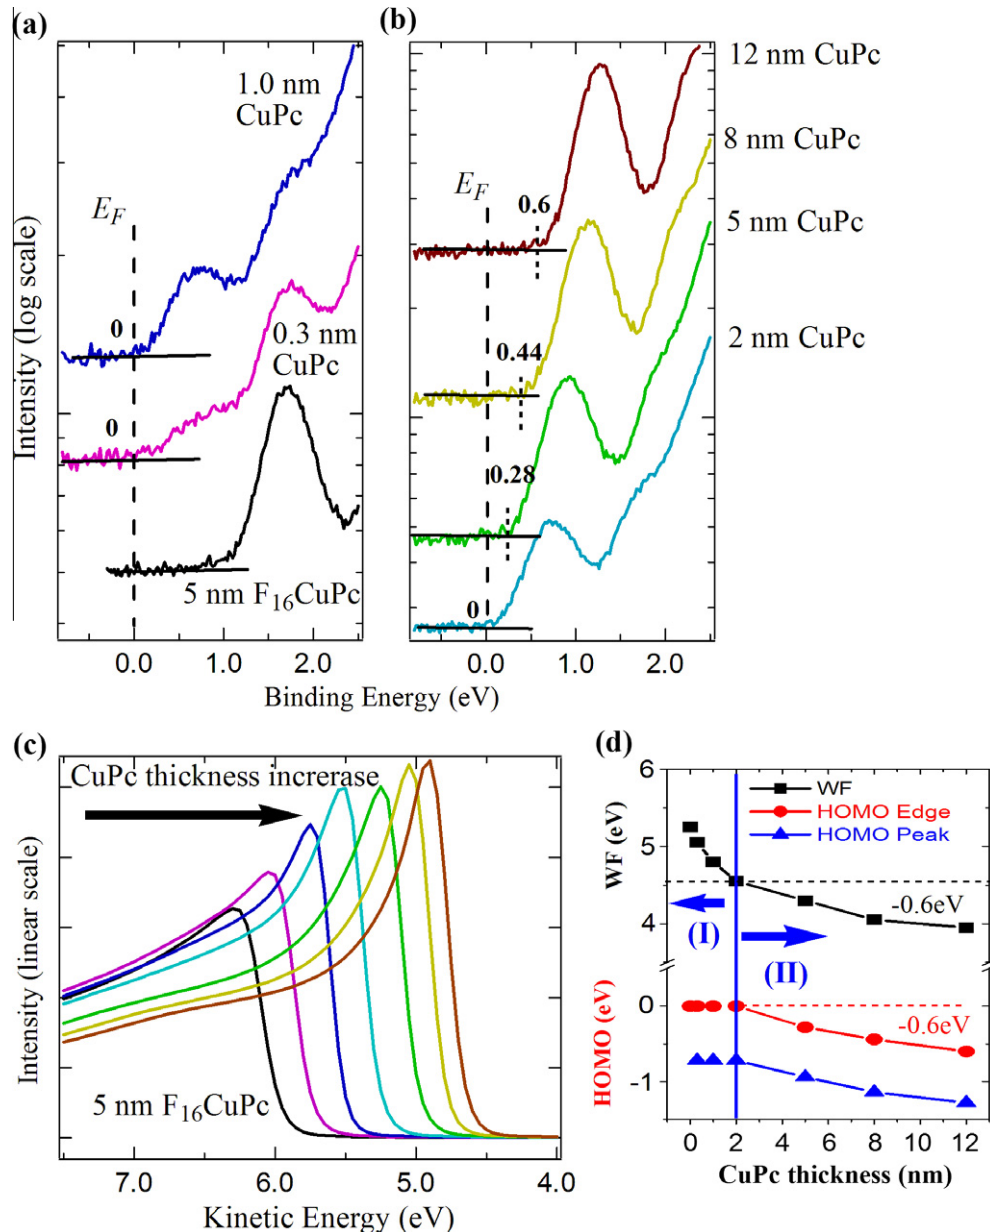 (a)
1.0 nm
CuPc
E_F
0
0.3 nm
CuPc
0
5 nm F₁₆CuPc
Intensity (log scale)
0.0 1.0 2.0
(b)
12 nm CuPc
8 nm CuPc
5 nm CuPc
2 nm CuPc
E_F
0.6
0.44
0.28
0
0.0 1.0 2.0
Binding Energy (eV)
(c)
CuPc thickness increrase
5 nm F₁₆CuPc
Intensity (linear scale)
7.0 6.0 5.0 4.0
Kinetic Energy (eV)
(d)
6
5
4
0
-1
WF (eV)
HOMO (eV)
WF
HOMO Edge
HOMO Peak
-0.6eV
(I)
(II)
-0.6eV
0 2 4 6 8 10 12
CuPc thickness (nm)